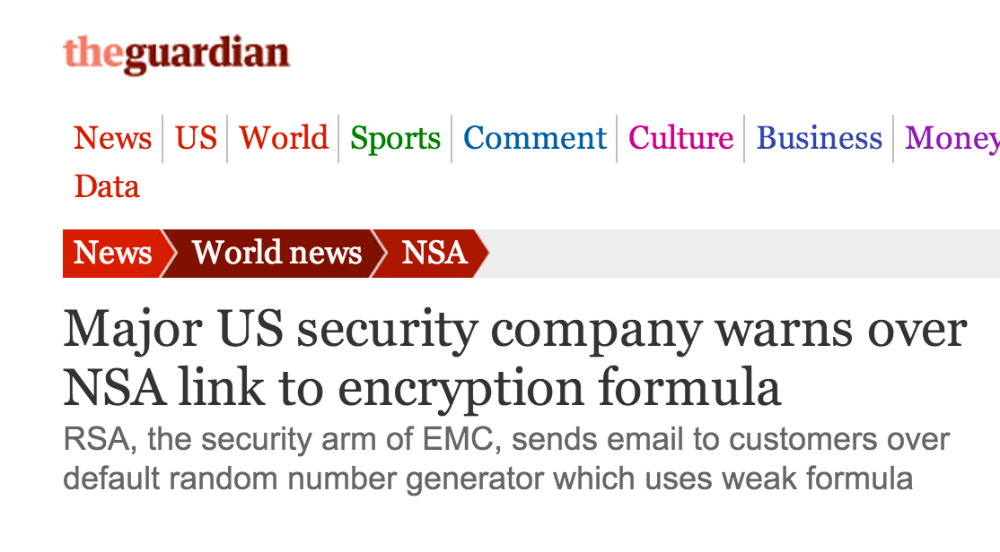 theguardian
News US World Sports Comment Culture Business Money
Data
News World news NSA
Major US security company warns over
NSA link to encryption formula
RSA, the security arm of EMC, sends email to customers over
default random number generator which uses weak formula